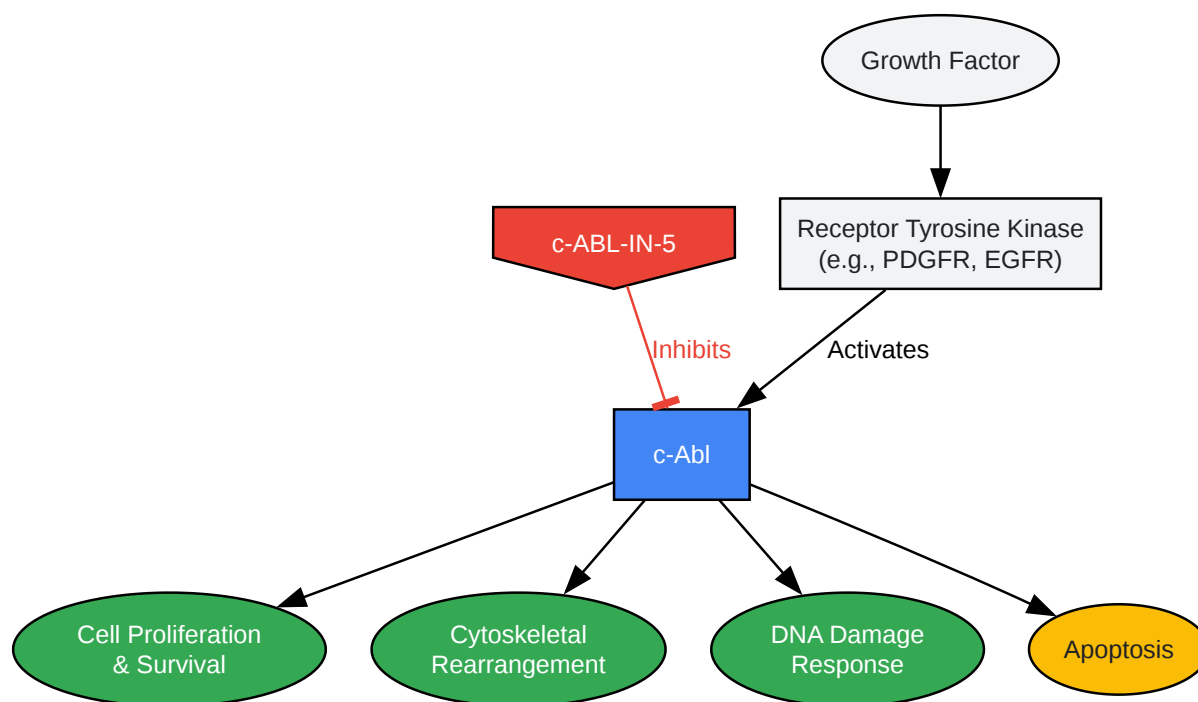 Growth Factor
c-ABL-IN-5
Receptor Tyrosine Kinase
(e.g., PDGFR, EGFR)
Inhibits
Activates
c-Abl
Cell Proliferation
& Survival
Cytoskeletal
Rearrangement
DNA Damage
Response
Apoptosis